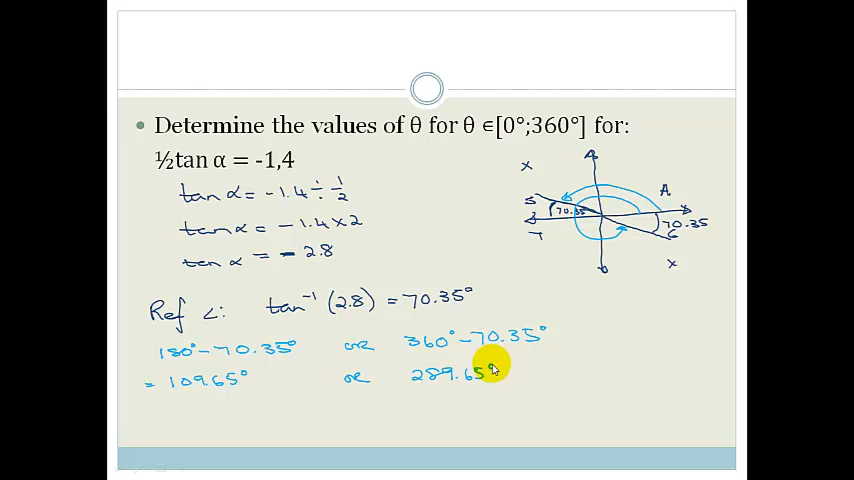 Determine the values of θ for θ ∈[0°;360°] for:
½tan α = -1,4
tan α = -1.4 ÷ 1/2
tan α = -1.4 x 2
tan α = -2.8
x
A
S
70.35
70.35
T
C
x
Ref ∠: tan⁻¹ (2.8) = 70.35°
180° - 70.35° or 360° - 70.35°
= 109.65° or 289.65°